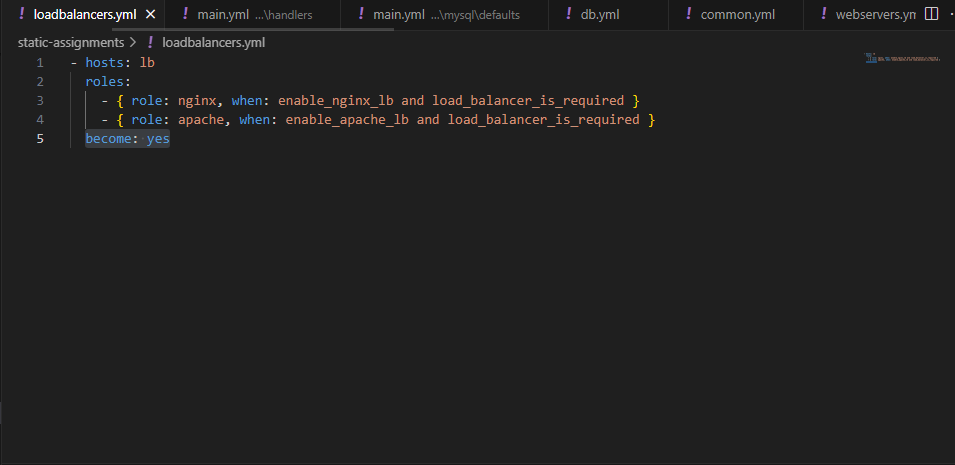 ! loadbalancers.yml × ! main.yml ...\handlers ! main.yml ...\mysql\defaults ! db.yml ! common.yml ! webservers.ym
static-assignments > ! loadbalancers.yml
1 - hosts: lb
2 roles:
3 - { role: nginx, when: enable_nginx_lb and load_balancer_is_required }
4 - { role: apache, when: enable_apache_lb and load_balancer_is_required }
5 become: yes